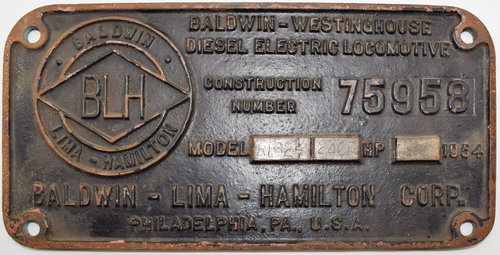 BALDWIN
BLH
LIMA - HAMILTON
BALDWIN - WESTINGHOUSE
DIESEL ELECTRIC LOCOMOTIVE
CONSTRUCTION
NUMBER 75958
MODEL 2400 HP 1954
BALDWIN - LIMA - HAMILTON CORP.
PHILADELPHIA, PA., U.S.A.